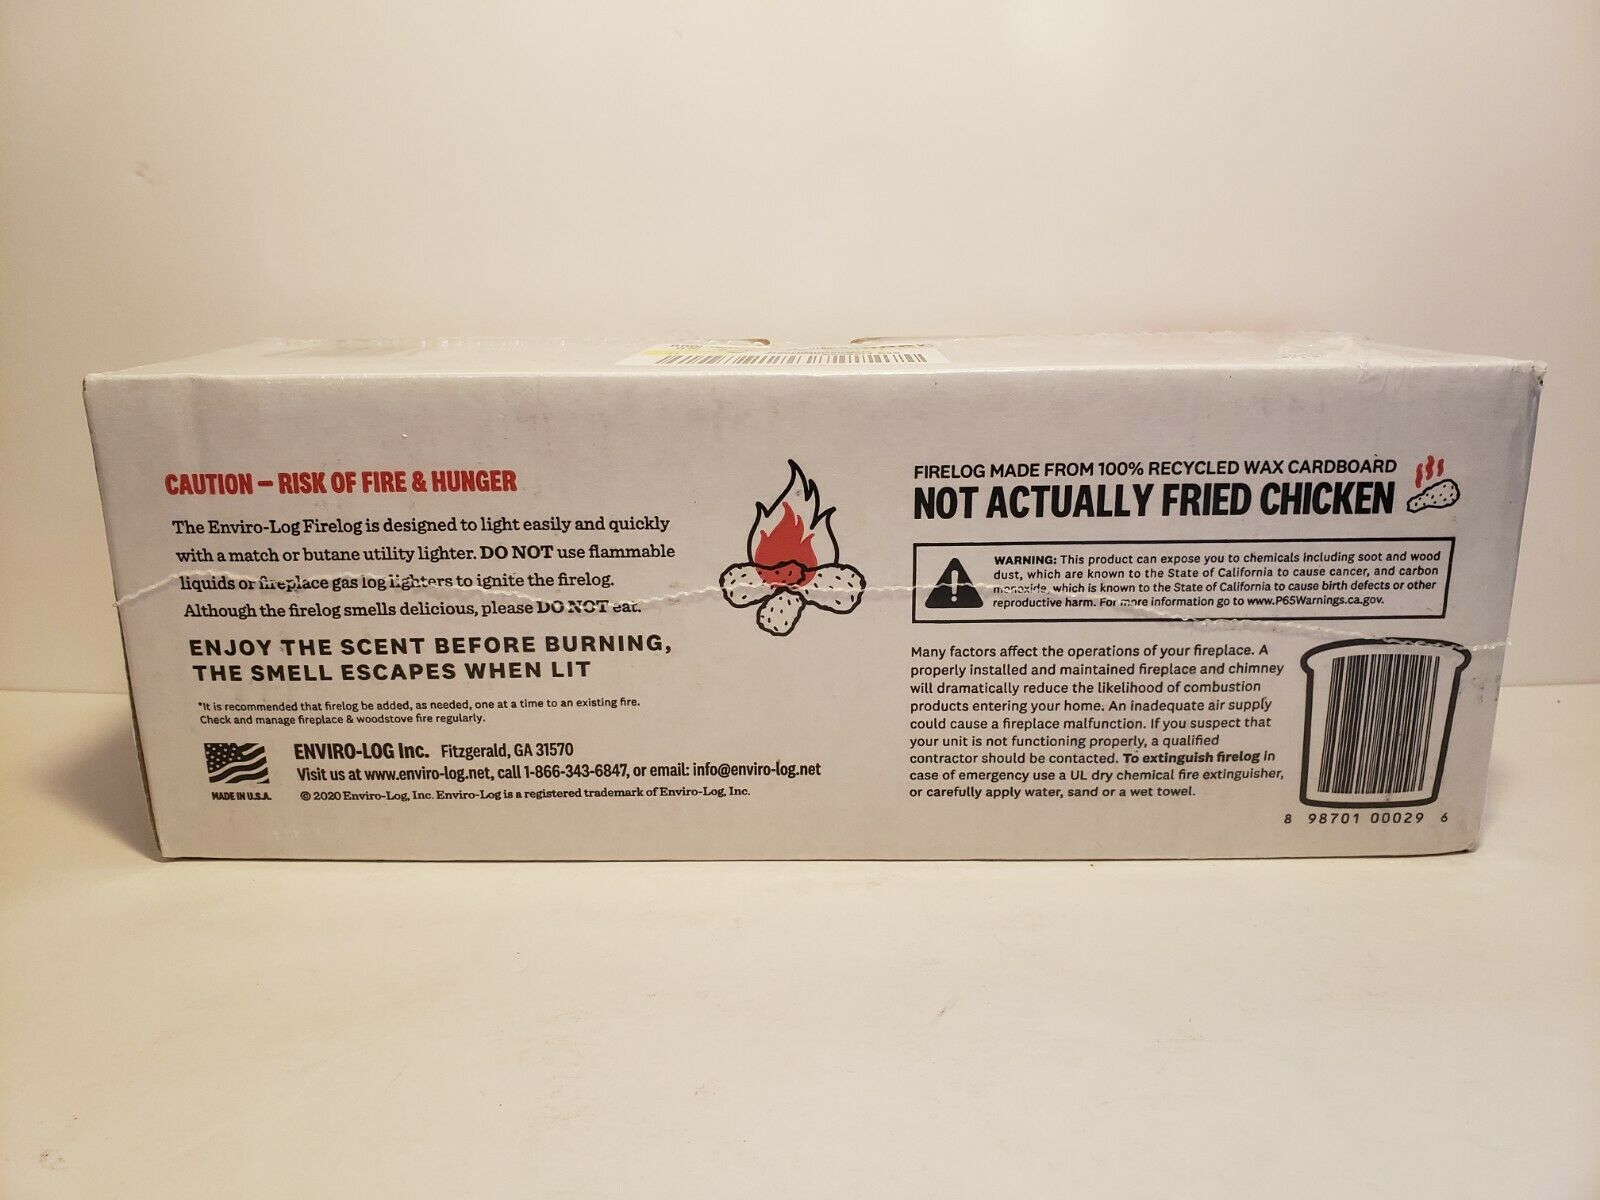 CAUTION – RISK OF FIRE & HUNGER
The Enviro-Log Firelog is designed to light easily and quickly
with a match or butane utility lighter. DO NOT use flammable
liquids or fireplace gas log lighters to ignite the firelog.
Although the firelog smells delicious, please DO NOT eat.
ENJOY THE SCENT BEFORE BURNING,
THE SMELL ESCAPES WHEN LIT
*It is recommended that firelog be added, as needed, one at a time to an existing fire.
Check and manage fireplace & woodstove fire regularly.
MADE IN U.S.A.
ENVIRO-LOG Inc. Fitzgerald, GA 31570
Visit us at www.enviro-log.net, call 1-866-343-6847, or email: info@enviro-log.net
© 2020 Enviro-Log, Inc. Enviro-Log is a registered trademark of Enviro-Log, Inc.
FIRELOG MADE FROM 100% RECYCLED WAX CARDBOARD
NOT ACTUALLY FRIED CHICKEN
WARNING: This product can expose you to chemicals including soot and wood
dust, which are known to the State of California to cause cancer, and carbon
monoxide, which is known to the State of California to cause birth defects or other
reproductive harm. For more information go to www.P65Warnings.ca.gov.
Many factors affect the operations of your fireplace. A
properly installed and maintained fireplace and chimney
will dramatically reduce the likelihood of combustion
products entering your home. An inadequate air supply
could cause a fireplace malfunction. If you suspect that
your unit is not functioning properly, a qualified
contractor should be contacted. To extinguish firelog in
case of emergency use a UL dry chemical fire extinguisher,
or carefully apply water, sand or a wet towel.
8 98701 00029 6